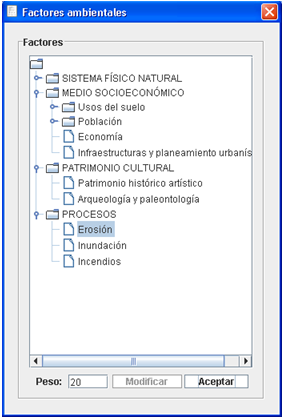 Factores ambientales
Factores
SISTEMA FÍSICO NATURAL
MEDIO SOCIOECONÓMICO
Usos del suelo
Población
Economía
Infraestructuras y planeamiento urbanís
PATRIMONIO CULTURAL
Patrimonio histórico artístico
Arqueología y paleontología
PROCESOS
Erosión
Inundación
Incendios
Peso: 20 Modificar Aceptar